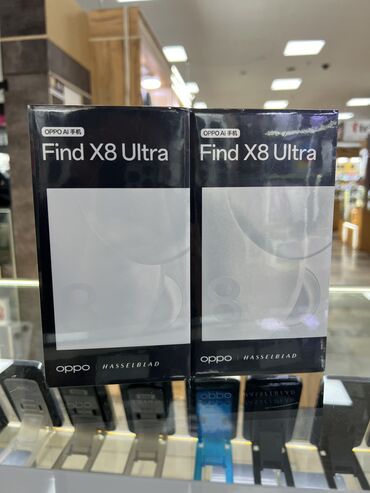 OPPO AI 手机
Find X8 Ultra
oppo HASSELBLAD
OPPO AI 手机
Find X8 Ultra
oppo HASSELBLAD